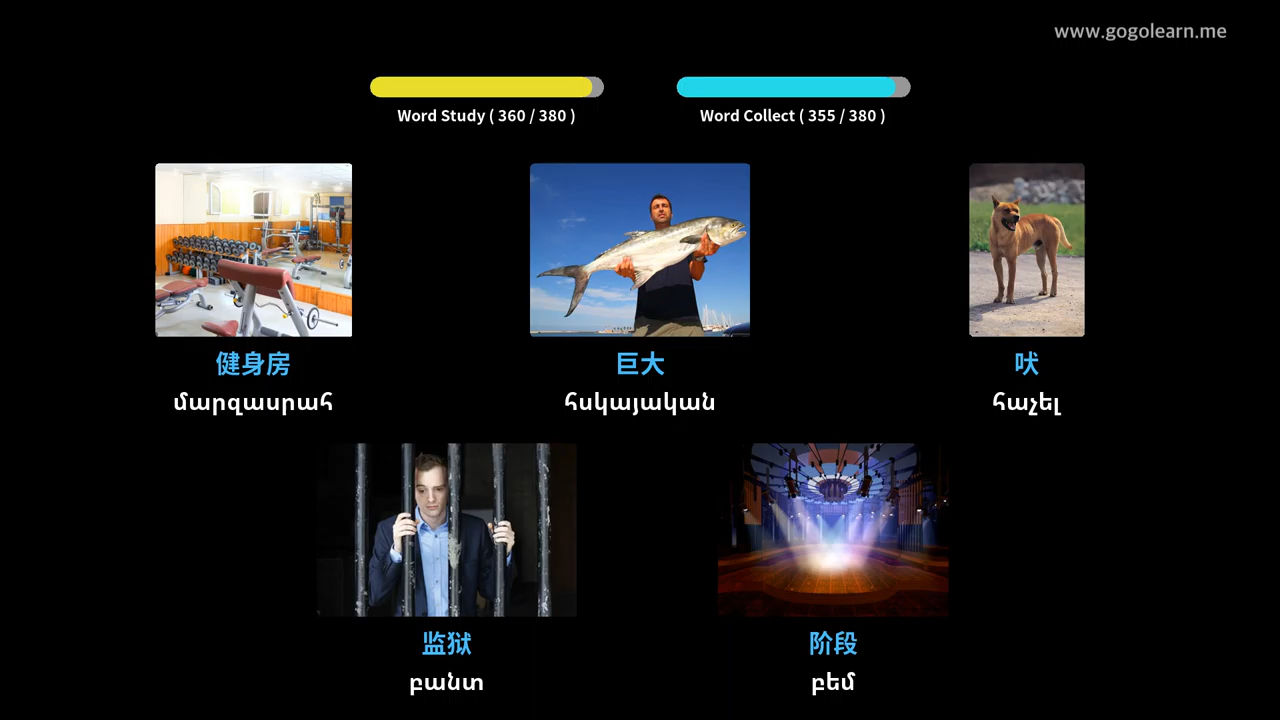 www.gogolearn.me
Word Study ( 360 / 380 )
Word Collect ( 355 / 380 )
健身房
մարզասրահ
巨大
հսկայական
吠
հաչել
监狱
բանտ
阶段
բեմ